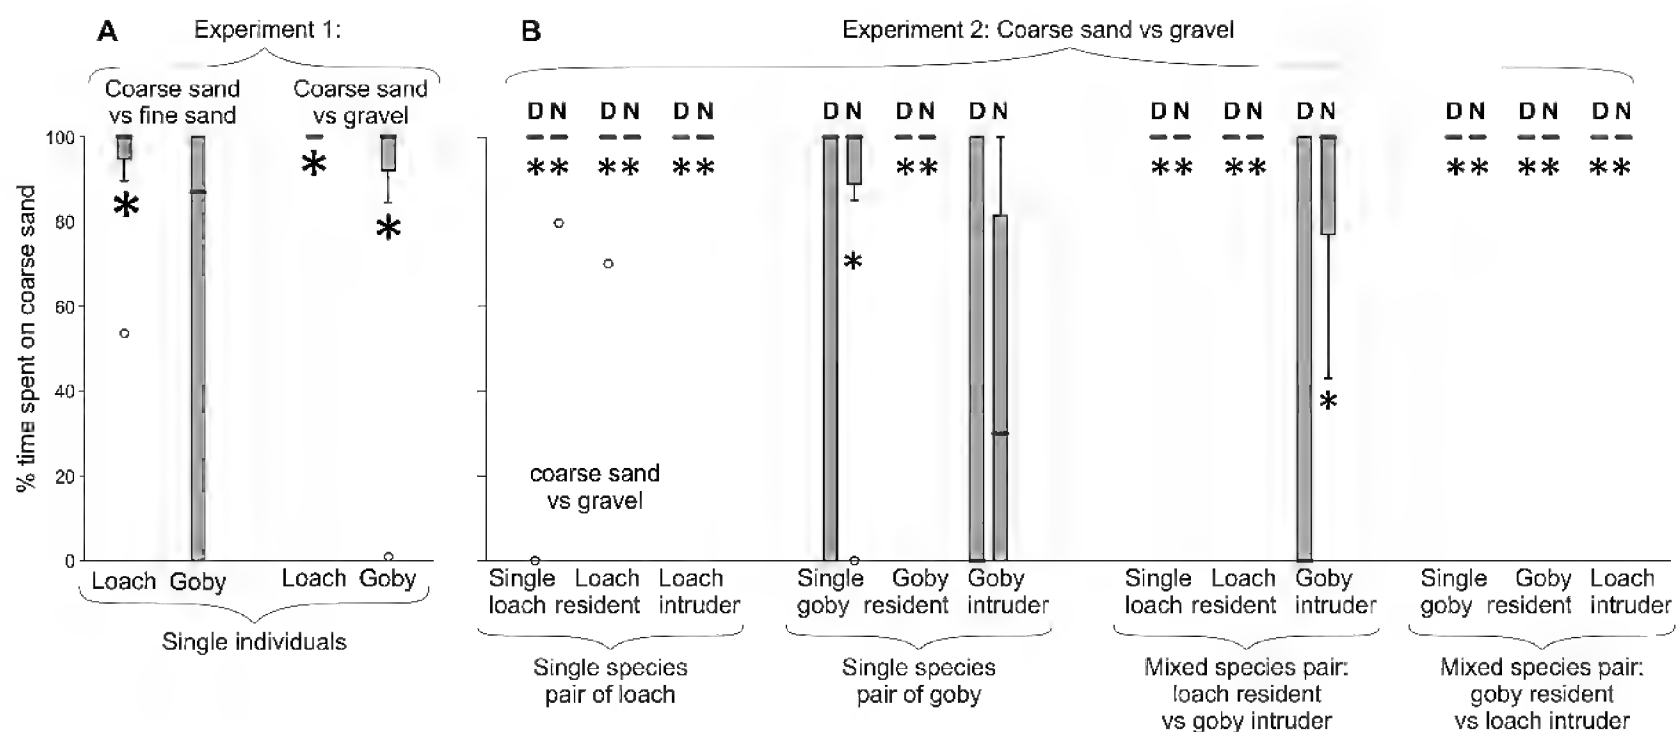 A Experiment 1:
Coarse sand vs fine sand
Coarse sand vs gravel
B Experiment 2: Coarse sand vs gravel
D N D N D N D N D N D N D N D N D N D N D N D N
* * * * * * * * * * * * * * * * * * * * * *
% time spent on coarse sand
100
80
60
40
20
0
coarse sand
vs gravel
Loach Goby Loach Goby
Single individuals
Single loach
Loach resident
Loach intruder
Single species
pair of loach
Single goby
Goby resident
Goby intruder
Single species
pair of goby
Single loach
Loach resident
Goby intruder
Mixed species pair:
loach resident
vs goby intruder
Single goby
Goby resident
Loach intruder
Mixed species pair:
goby resident
vs loach intruder